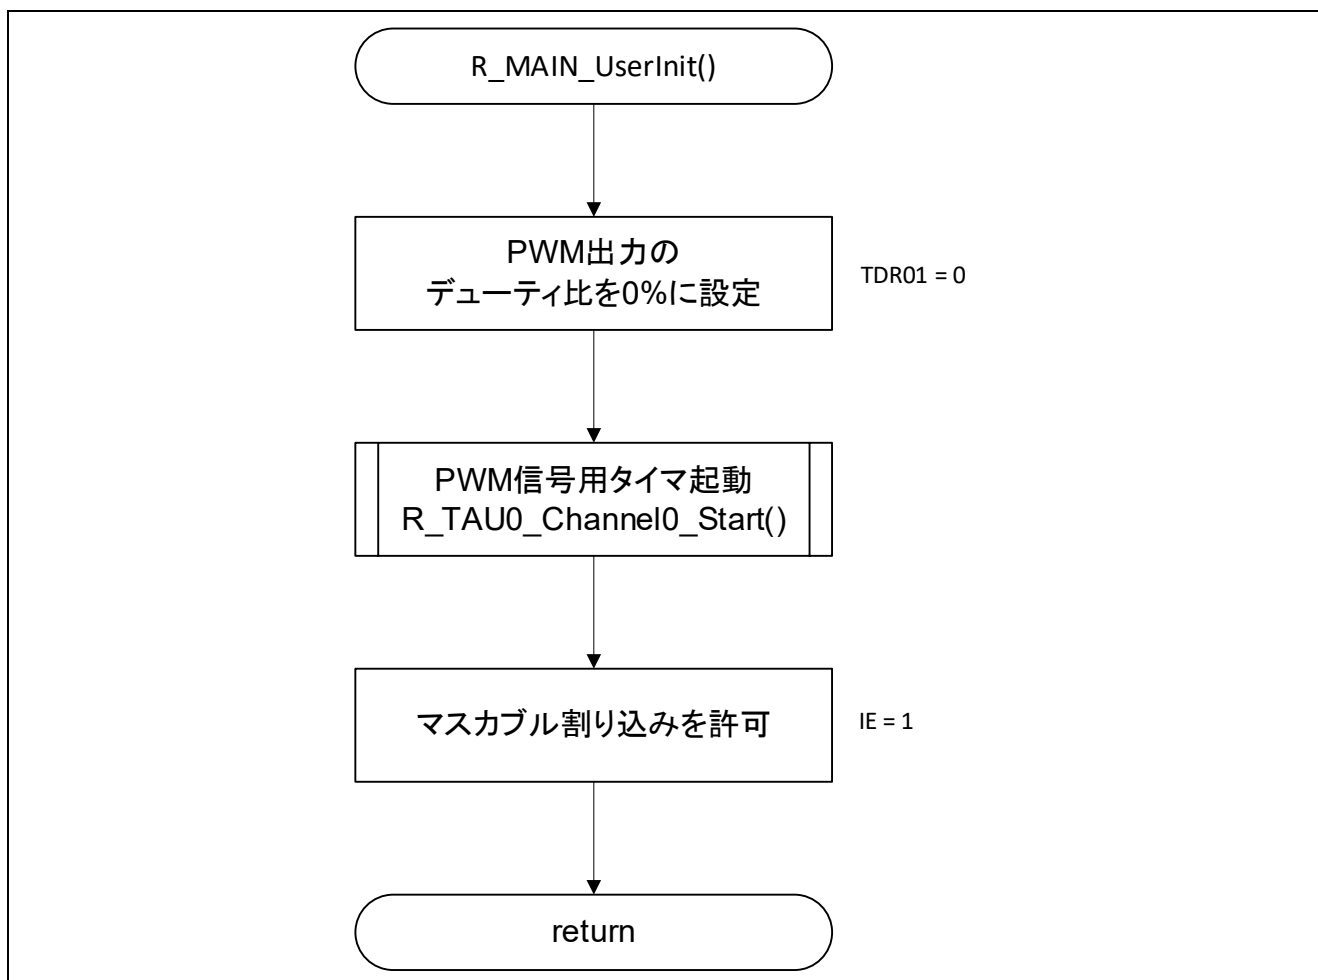 R_MAIN_UserInit()
PWM出力の
デューティ比を0%に設定
TDR01 = 0
PWM信号用タイマ起動
R_TAU0_Channel0_Start()
マスカブル割り込みを許可
IE = 1
return